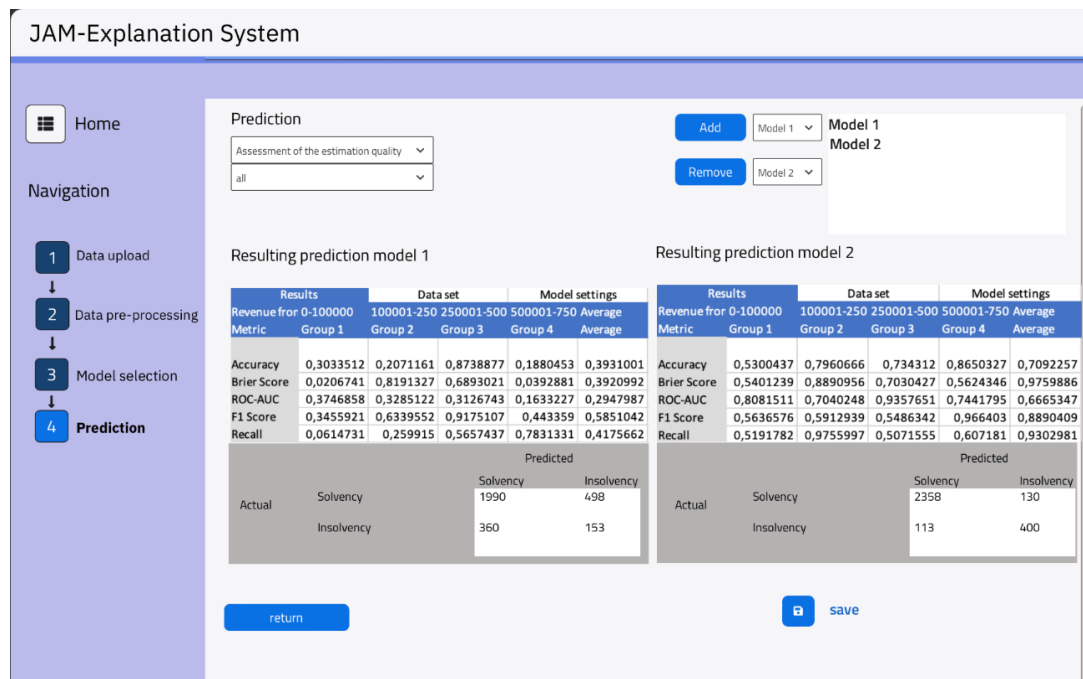 JAM-Explanation System
Home
Navigation
1 Data upload
2 Data pre-processing
3 Model selection
4 Prediction
Prediction
Assessment of the estimation quality
all
Add Model 1
Remove Model 2
Model 1
Model 2
Resulting prediction model 1
Results Data set Model settings
Revenue fror 0-100000 100001-250 250001-500 500001-750 Average
Metric Group 1 Group 2 Group 3 Group 4 Average
Accuracy 0,3033512 0,2071161 0,8738877 0,1880453 0,3931001
Brier Score 0,0206741 0,8191327 0,6893021 0,0392881 0,3920992
ROC-AUC 0,3746858 0,3285122 0,3126743 0,1633227 0,2947987
F1 Score 0,3455921 0,6339552 0,9175107 0,443359 0,5851042
Recall 0,0614731 0,259915 0,5657437 0,7831331 0,4175662
Predicted
Solvency Insolvency
Actual
Solvency 1990 498
Insolvency 360 153
Resulting prediction model 2
Results Data set Model settings
Revenue fror 0-100000 100001-250 250001-500 500001-750 Average
Metric Group 1 Group 2 Group 3 Group 4 Average
Accuracy 0,5300437 0,7960666 0,734312 0,8650327 0,7092257
Brier Score 0,5401239 0,8890956 0,7030427 0,5624346 0,9759886
ROC-AUC 0,8081511 0,7040248 0,9357651 0,7441795 0,6665347
F1 Score 0,5636576 0,5912939 0,5486342 0,966403 0,8890409
Recall 0,5191782 0,9755997 0,5071555 0,607181 0,9302981
Predicted
Solvency Insolvency
Actual
Solvency 2358 130
Insolvency 113 400
return
save